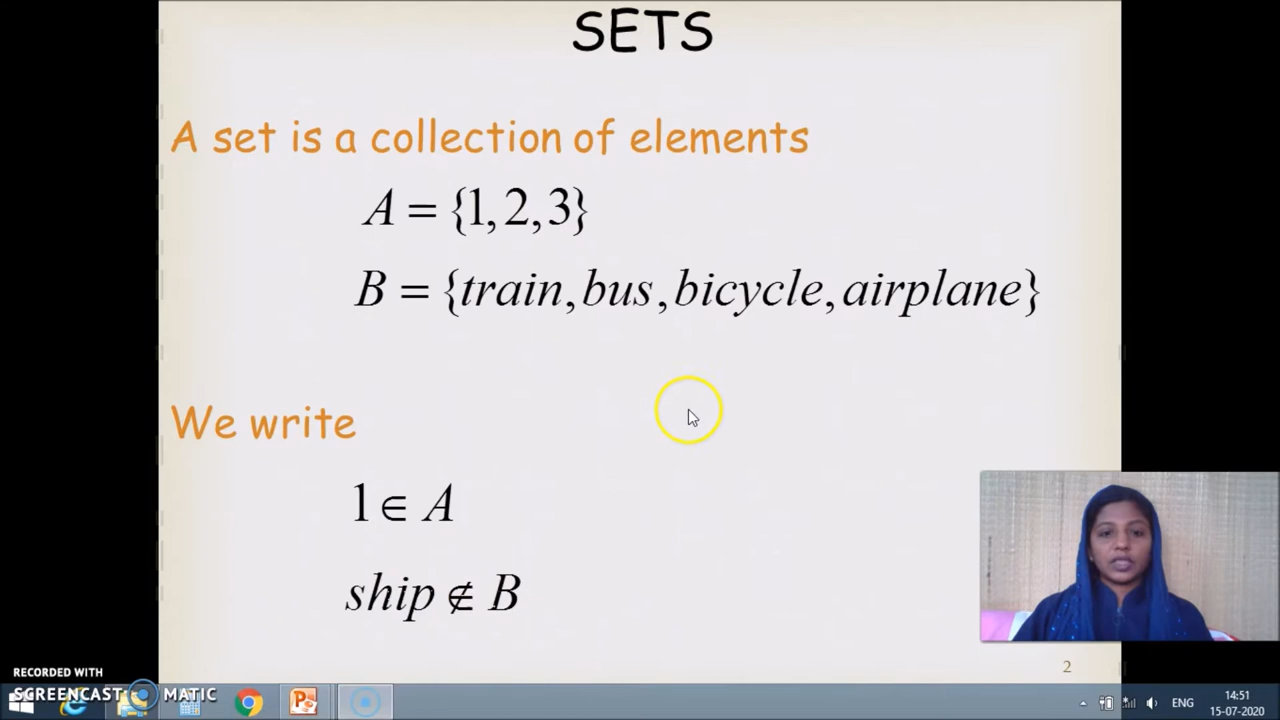 SETS
A set is a collection of elements
A = {1, 2, 3}
B = {train, bus, bicycle, airplane}
We write
1 ∈ A
ship ∉ B
2
RECORDED WITH
SCREENCAST MATIC
ENG
14:51
15-07-2020